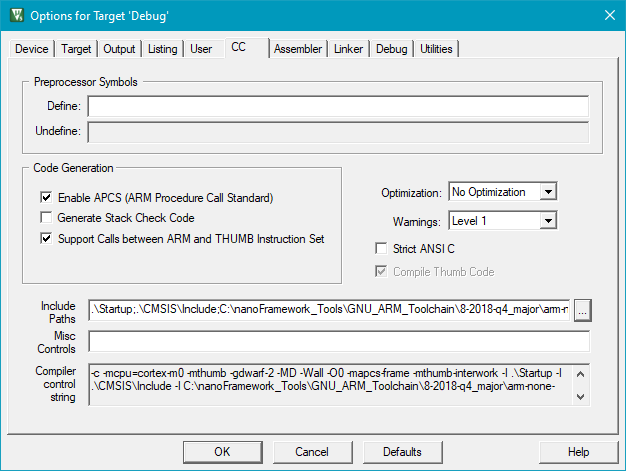 Options for Target 'Debug'
Device Target Output Listing User CC Assembler Linker Debug Utilities
Preprocessor Symbols
Define:
Undefine:
Code Generation
Enable APCS (ARM Procedure Call Standard)
Generate Stack Check Code
Support Calls between ARM and THUMB Instruction Set
Optimization: No Optimization
Warnings: Level 1
Strict ANSI C
Compile Thumb Code
Include Paths
.\Startup;.\CMSIS\Include;C:\nanoFramework_Tools\GNU_ARM_Toolchain\8-2018-q4_major\arm-n
...
Misc Controls
Compiler control string
-c -mcpu=cortex-m0 -mthumb -gdwarf-2 -MD -Wall -O0 -mapcs-frame -mthumb-interwork -I .\Startup -I
.\CMSIS\Include -I C:\nanoFramework_Tools\GNU_ARM_Toolchain\8-2018-q4_major\arm-none-
OK Cancel Defaults Help